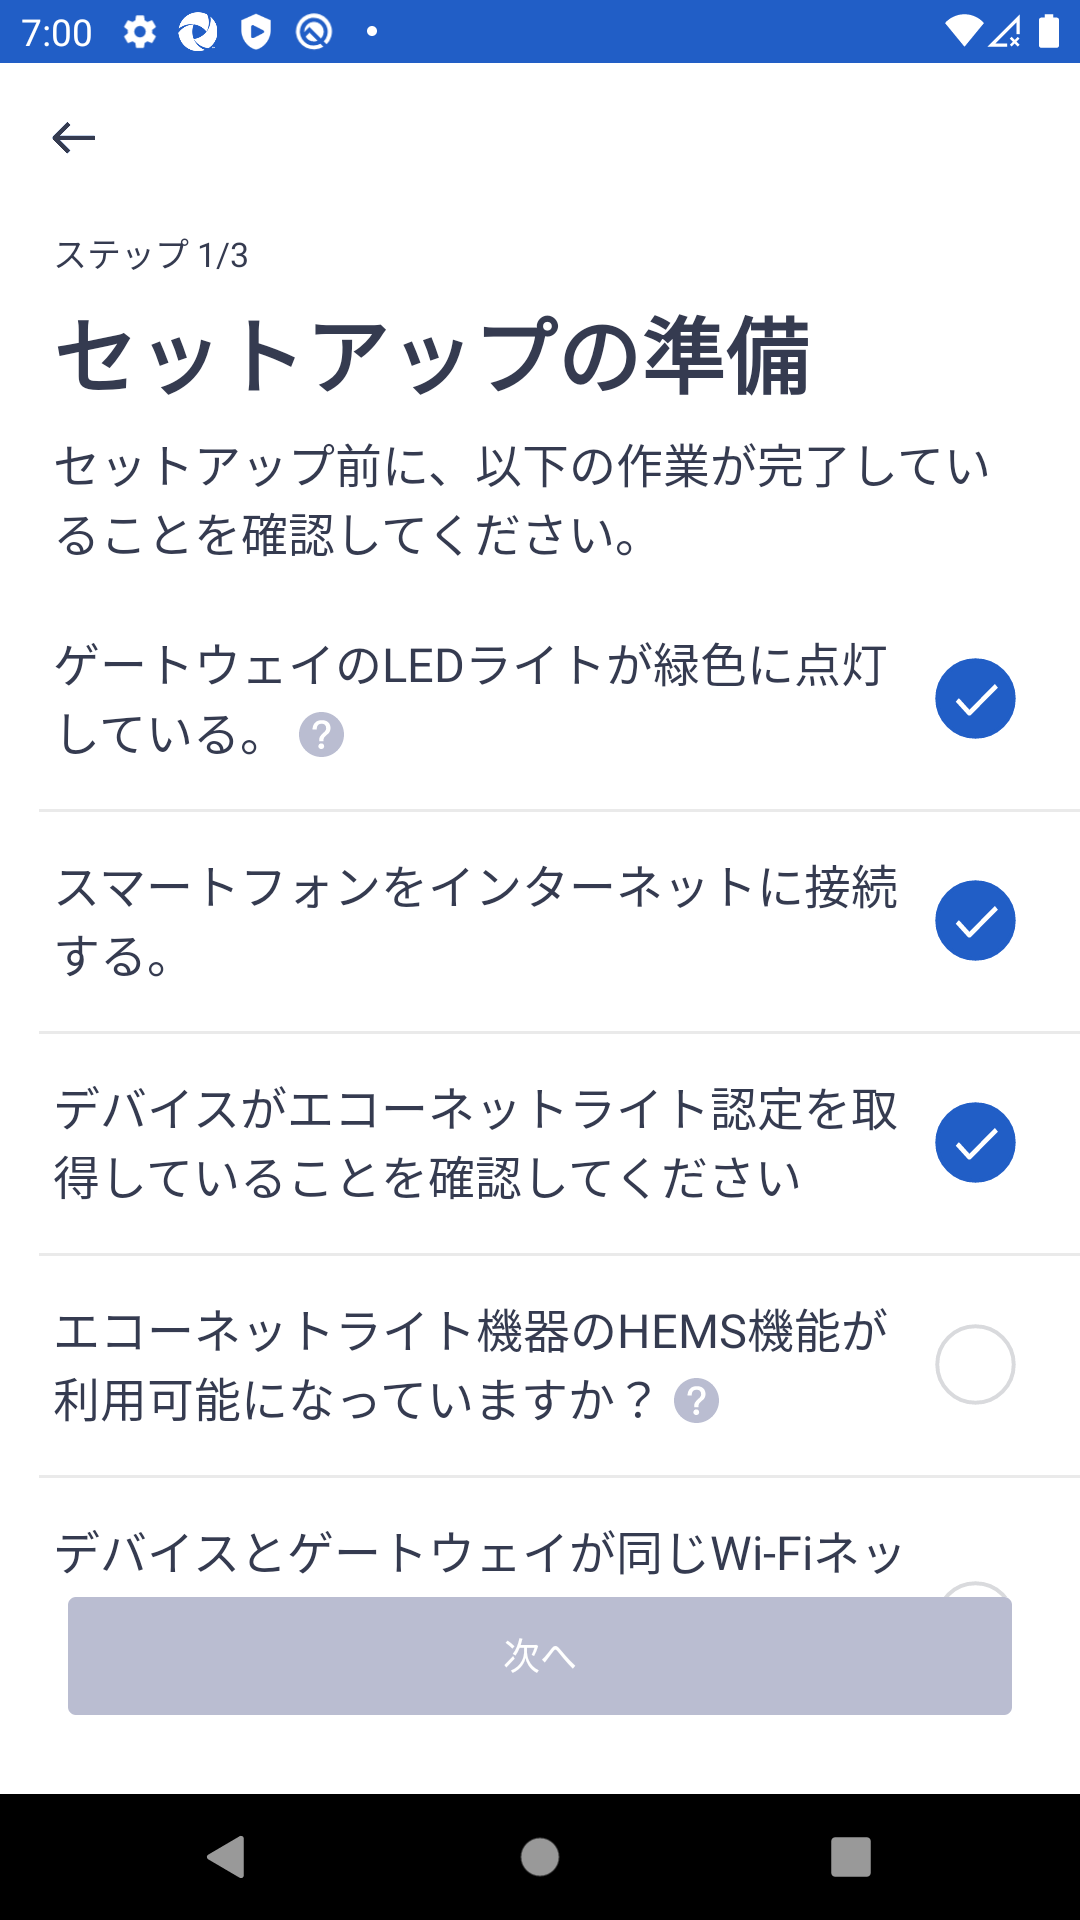 7:00
ステップ 1/3
セットアップの準備
セットアップ前に、以下の作業が完了してい
ることを確認してください。
ゲートウェイのLEDライトが緑色に点灯
している。 ?
スマートフォンをインターネットに接続
する。
デバイスがエコーネットライト認定を取
得していることを確認してください
エコーネットライト機器のHEMS機能が
利用可能になっていますか？ ?
デバイスとゲートウェイが同じWi-Fiネッ
次へ